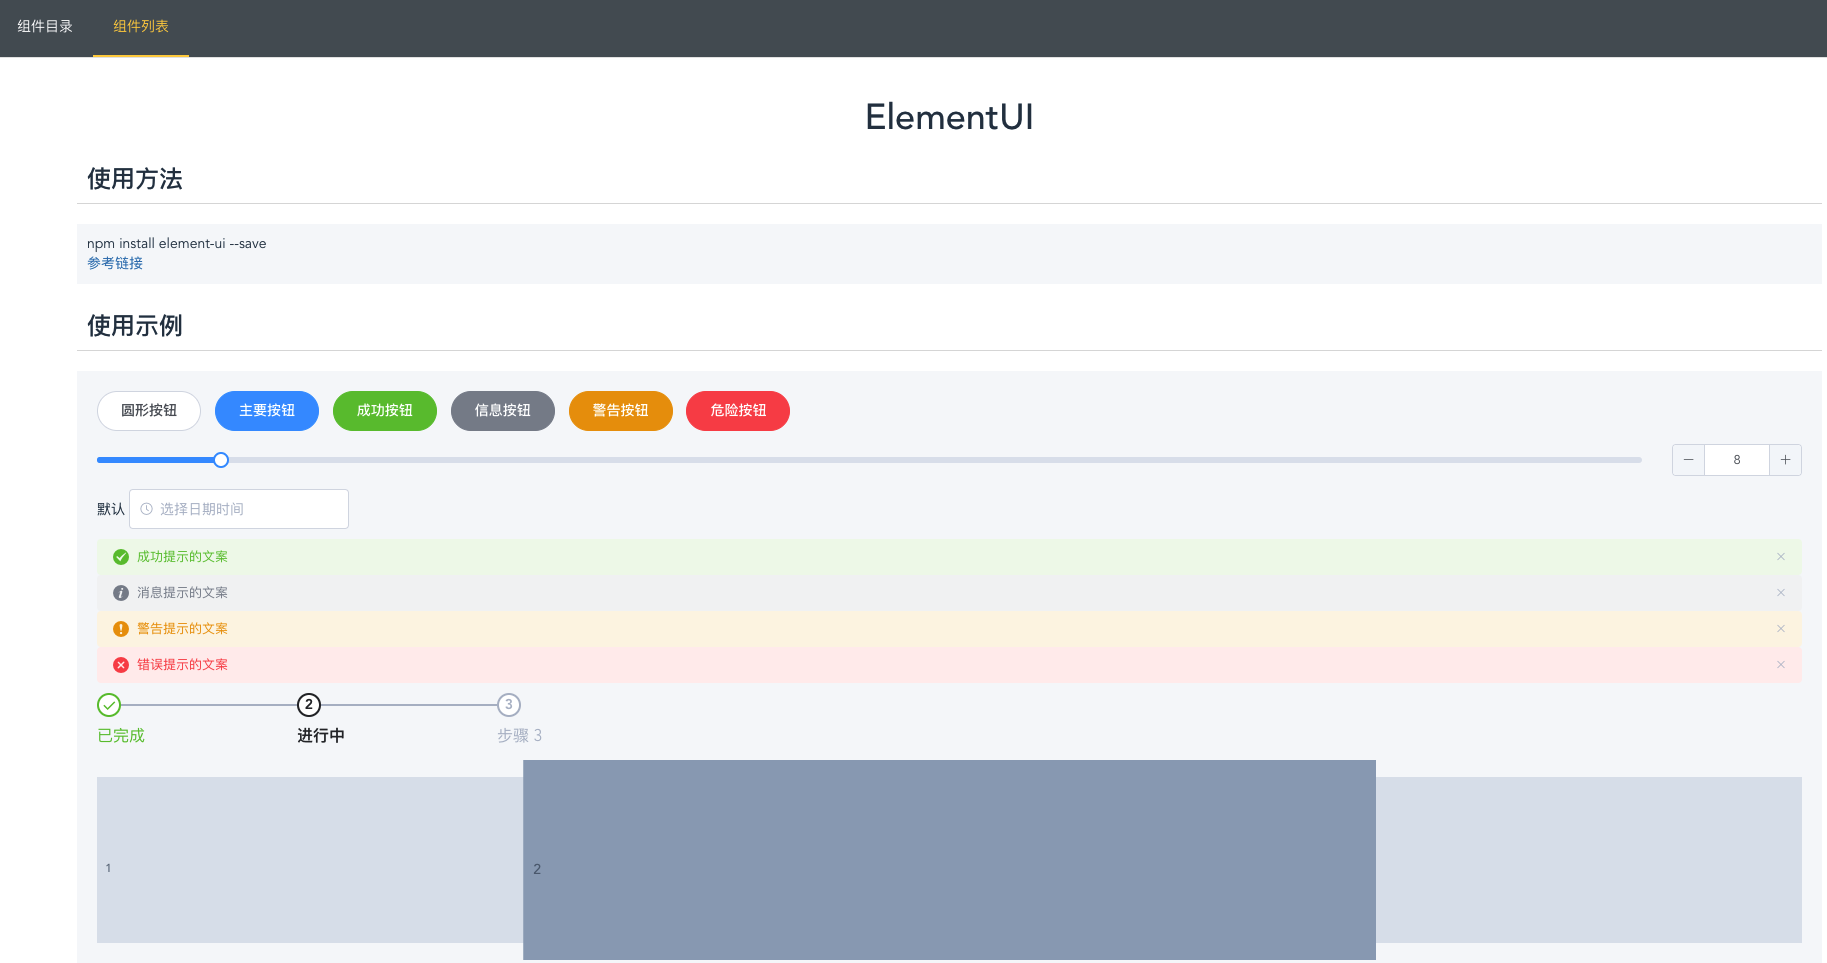 组件目录 组件列表
ElementUI
使用方法
npm install element-ui --save
参考链接
使用示例
圆形按钮 主要按钮 成功按钮 信息按钮 警告按钮 危险按钮
8
默认 选择日期时间
成功提示的文案
消息提示的文案
警告提示的文案
错误提示的文案
2 3
已完成 进行中 步骤 3
1 2